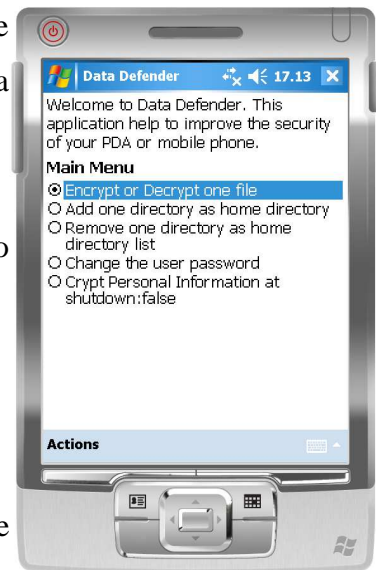 e
a
o
e
Data Defender 17.13
Welcome to Data Defender. This
application help to improve the security
of your PDA or mobile phone.
Main Menu
Encrypt or Decrypt one file
Add one directory as home directory
Remove one directory as home
directory list
Change the user password
Crypt Personal Information at
shutdown:false
Actions